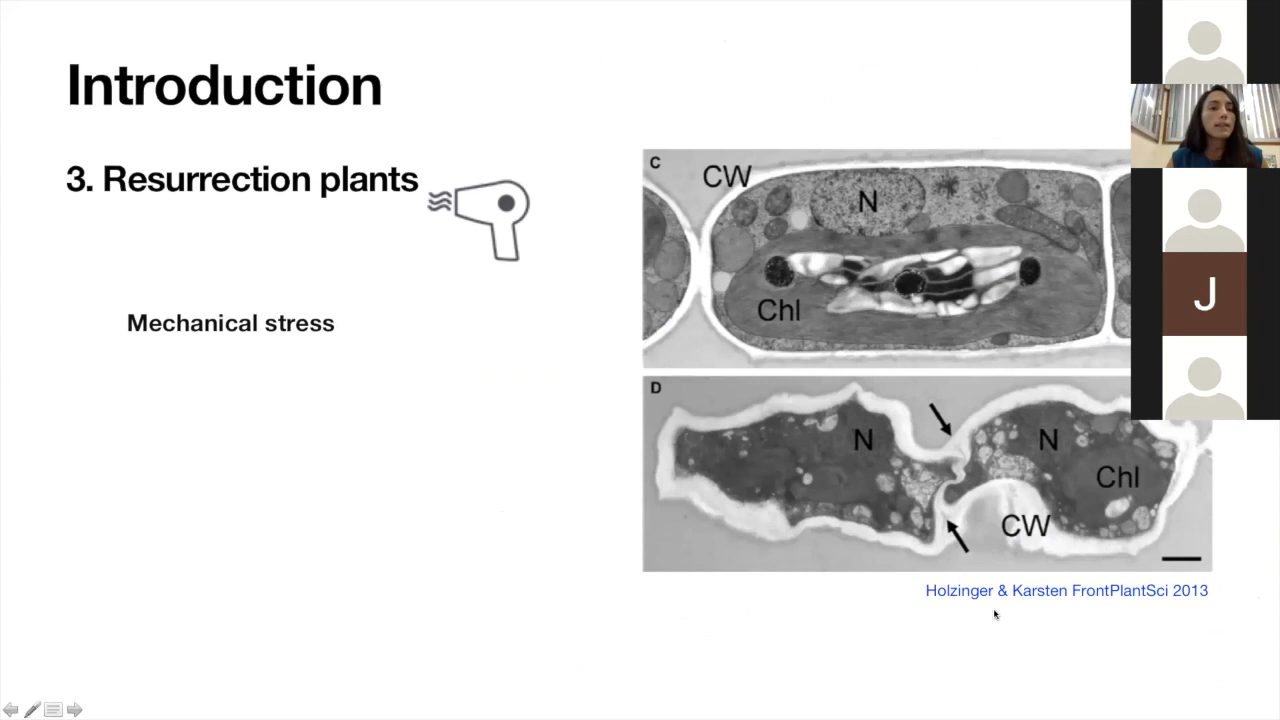 Introduction
3. Resurrection plants
Mechanical stress
C
CW
N
Chl
D
N
N
Chl
CW
Holzinger & Karsten FrontPlantSci 2013
J